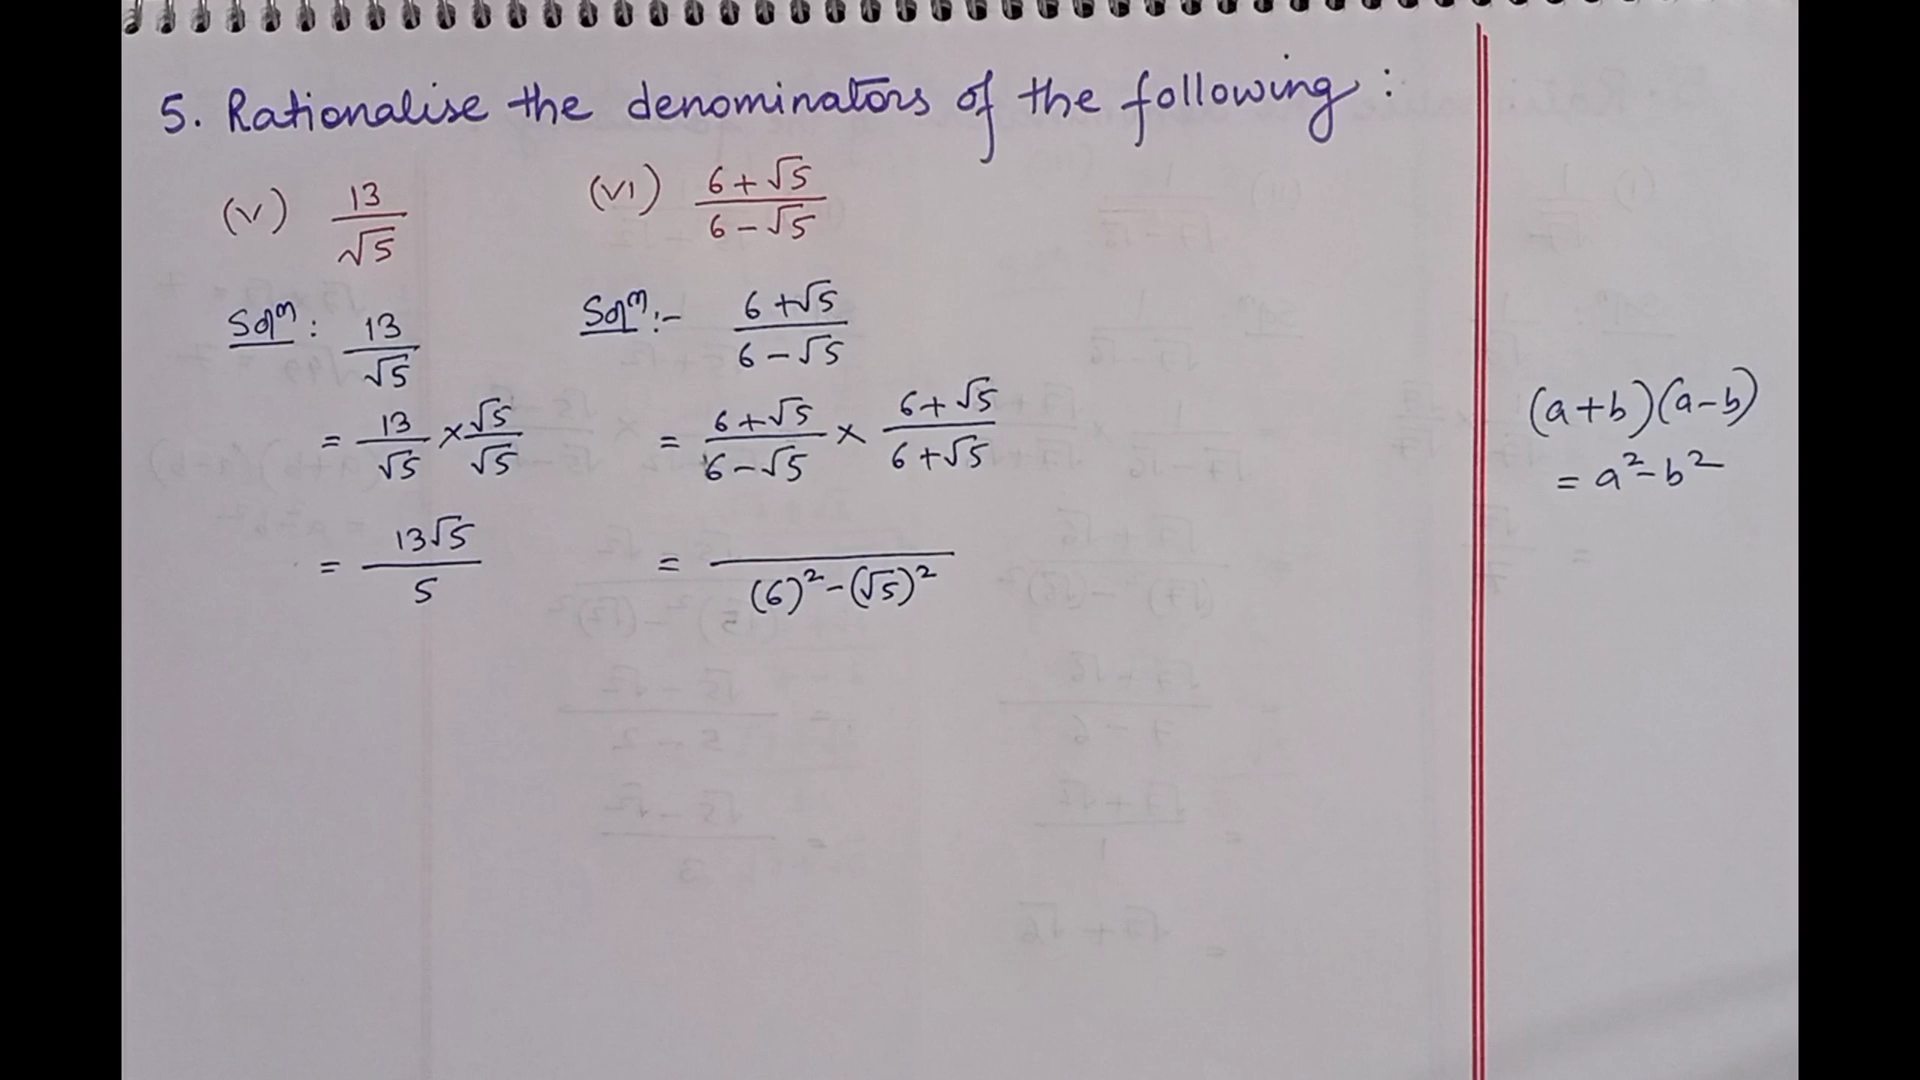 5. Rationalise the denominators of the following :
(v) 13/√5
(vi) 6+√5/6-√5
Solⁿ: 13/√5
= 13/√5 × √5/√5
= 13√5/5
Solⁿ:- 6+√5/6-√5
= 6+√5/6-√5 × 6+√5/6+√5
= /(6)²-(√5)²
(a+b)(a-b)
= a²-b²